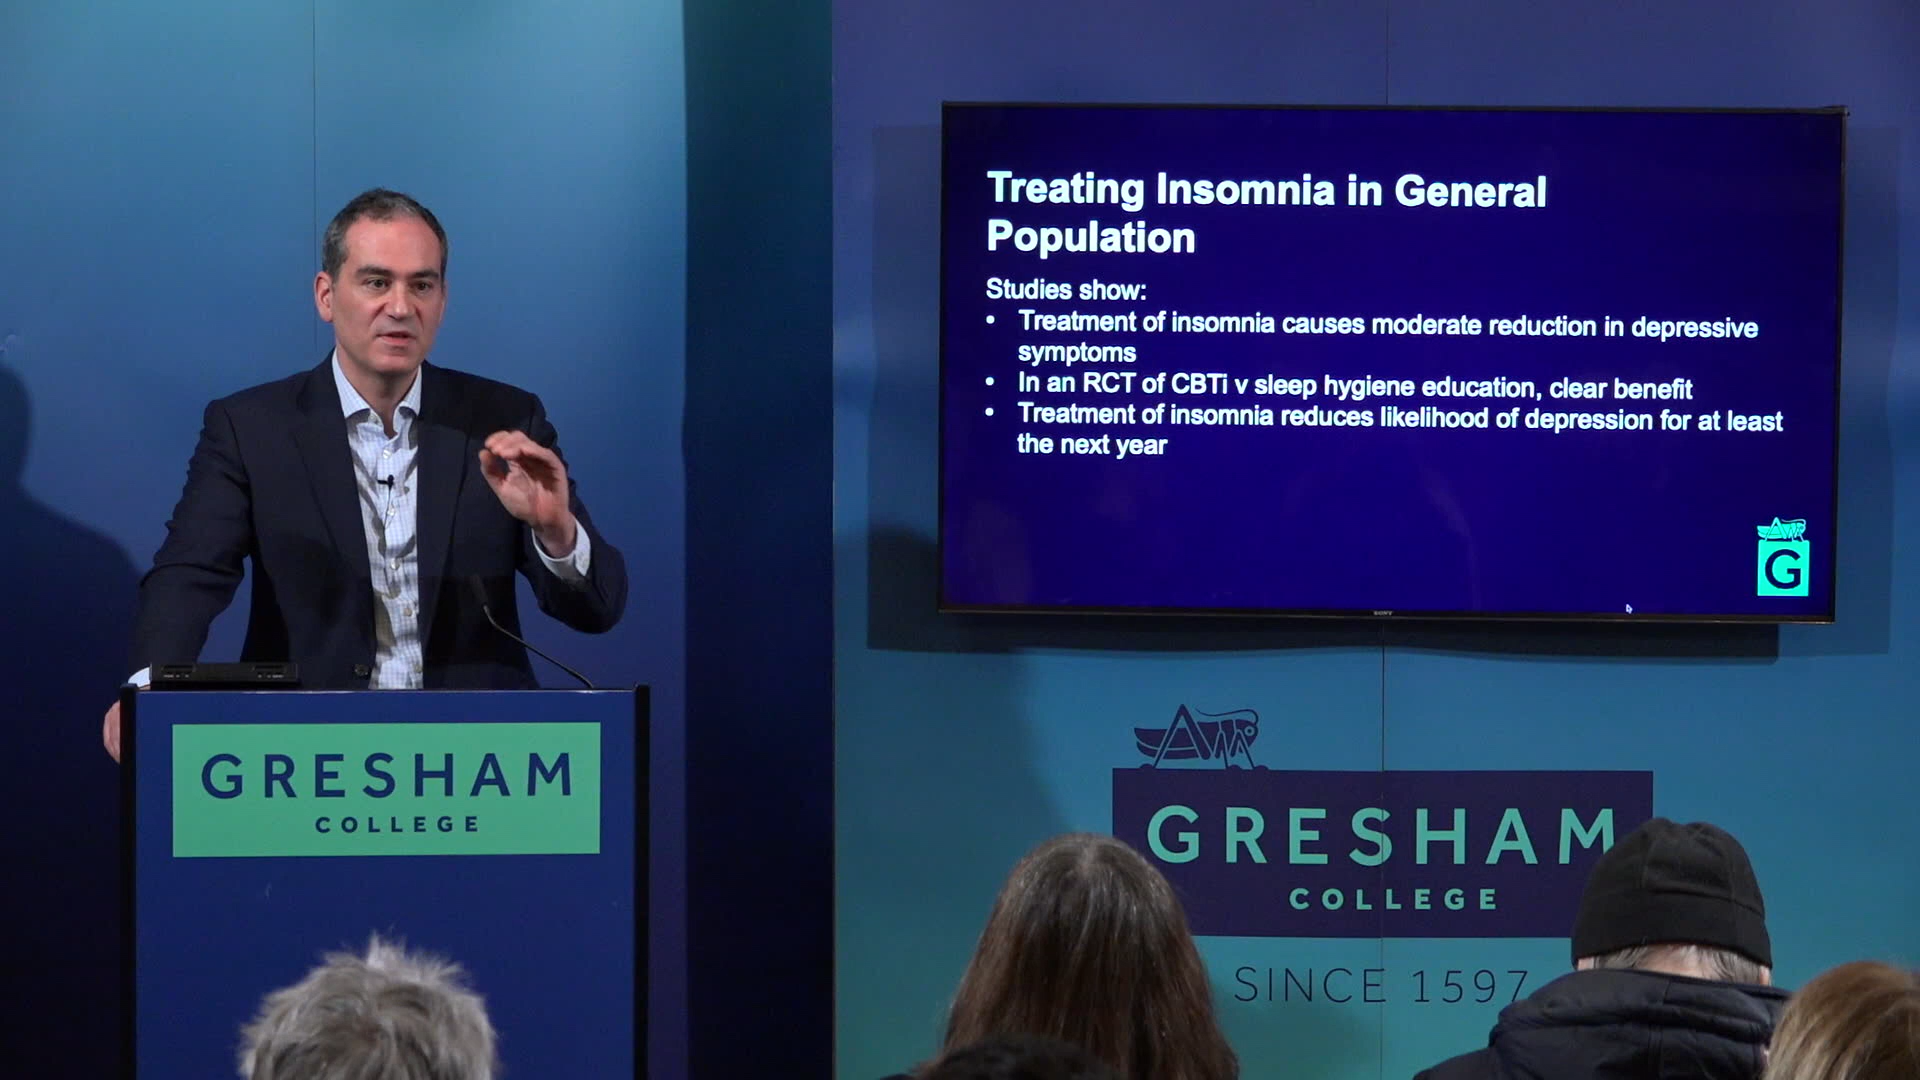 Treating Insomnia in General
Population
Studies show:
• Treatment of insomnia causes moderate reduction in depressive
symptoms
• In an RCT of CBTi v sleep hygiene education, clear benefit
• Treatment of insomnia reduces likelihood of depression for at least
the next year
G
SONY
GRESHAM
COLLEGE
GRESHAM
COLLEGE
SINCE 1597